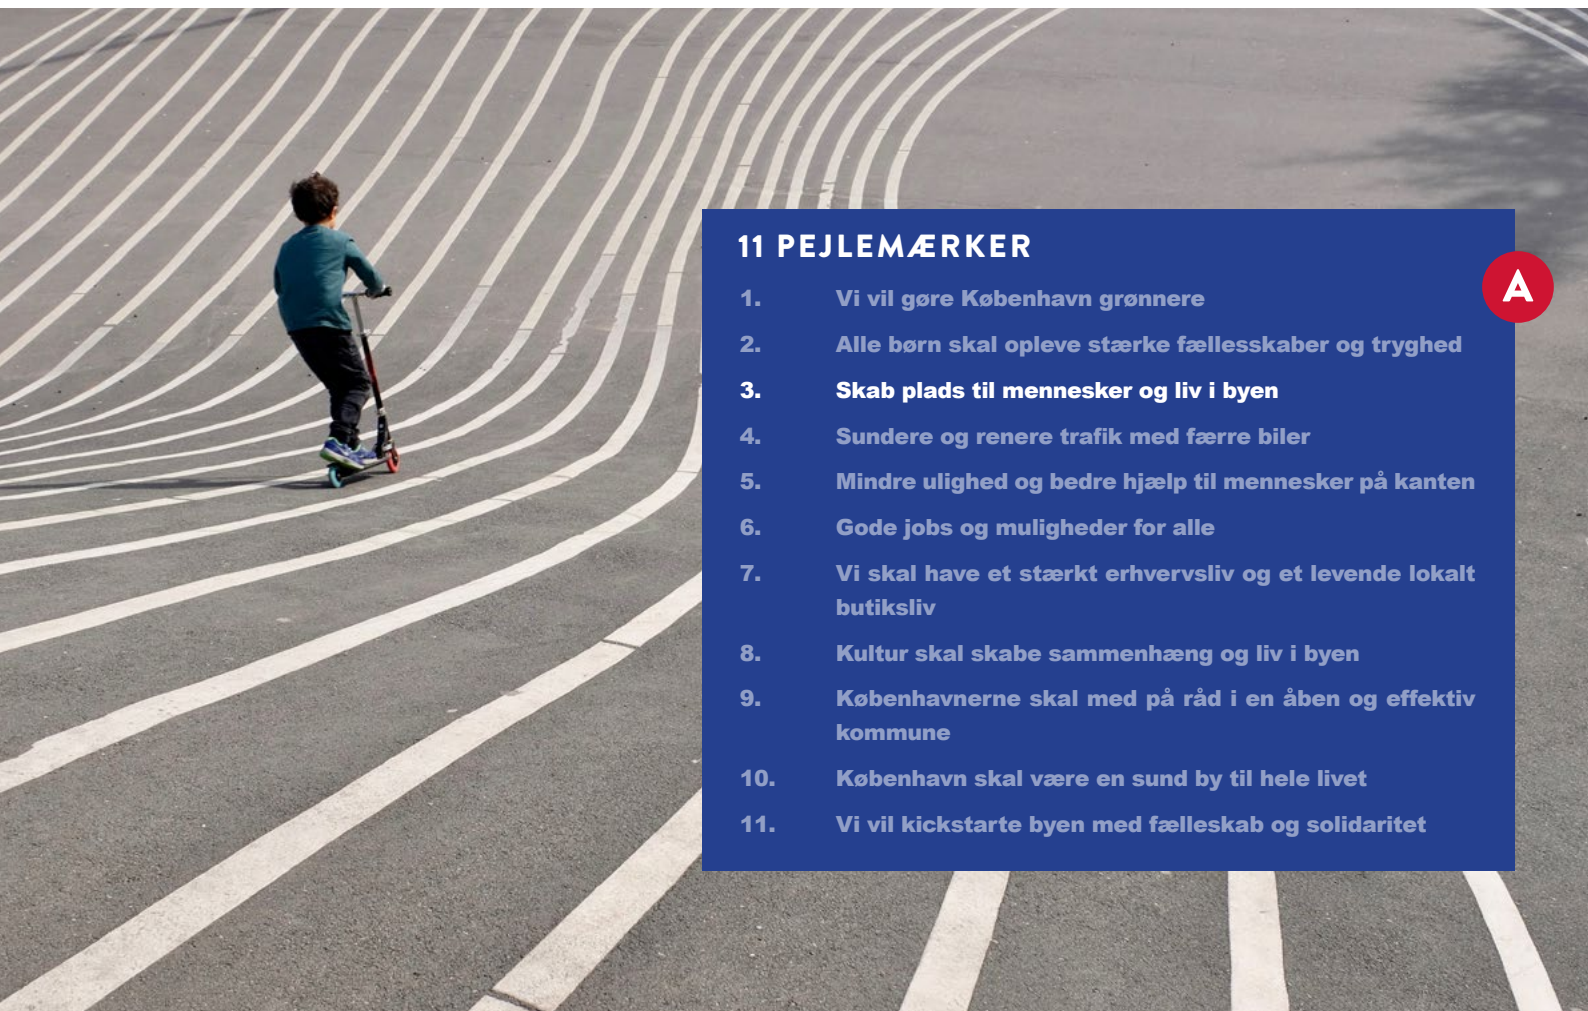 11 PEJLEMÆRKER
A
1. Vi vil gøre København grønnere
2. Alle børn skal opleve stærke fællesskaber og tryghed
3. Skab plads til mennesker og liv i byen
4. Sundere og renere trafik med færre biler
5. Mindre ulighed og bedre hjælp til mennesker på kanten
6. Gode jobs og muligheder for alle
7. Vi skal have et stærkt erhvervsliv og et levende lokalt
butiksliv
8. Kultur skal skabe sammenhæng og liv i byen
9. Københavnerne skal med på råd i en åben og effektiv
kommune
10. København skal være en sund by til hele livet
11. Vi vil kickstarte byen med fælleskab og solidaritet